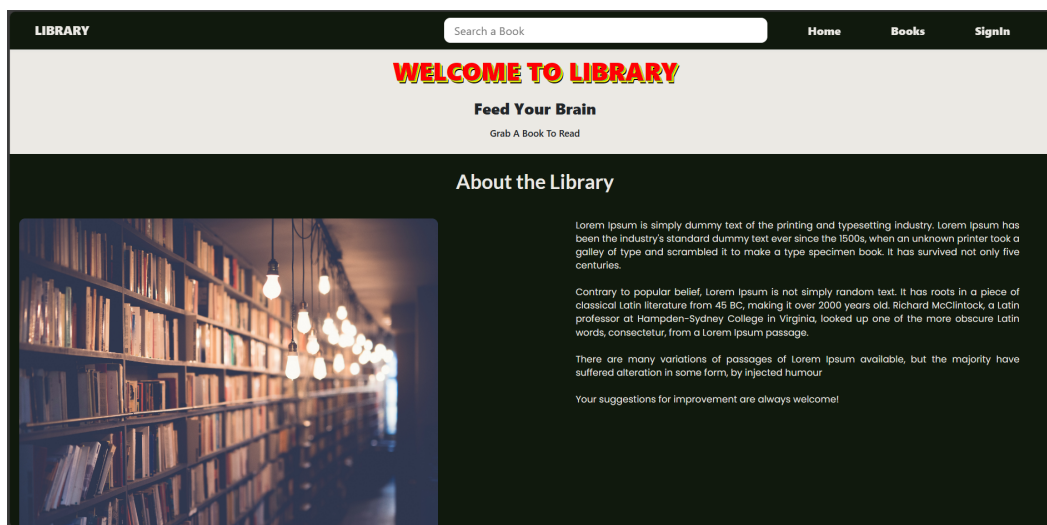 LIBRARY
Search a Book
Home
Books
SignIn
WELCOME TO LIBRARY
Feed Your Brain
Grab A Book To Read
About the Library
Lorem Ipsum is simply dummy text of the printing and typesetting industry. Lorem Ipsum has
been the industry's standard dummy text ever since the 1500s, when an unknown printer took a
galley of type and scrambled it to make a type specimen book. It has survived not only five
centuries.
Contrary to popular belief, Lorem Ipsum is not simply random text. It has roots in a piece of
classical Latin literature from 45 BC, making it over 2000 years old. Richard McClintock, a Latin
professor at Hampden-Sydney College in Virginia, looked up one of the more obscure Latin
words, consectetur, from a Lorem Ipsum passage.
There are many variations of passages of Lorem Ipsum available, but the majority have
suffered alteration in some form, by injected humour
Your suggestions for improvement are always welcome!